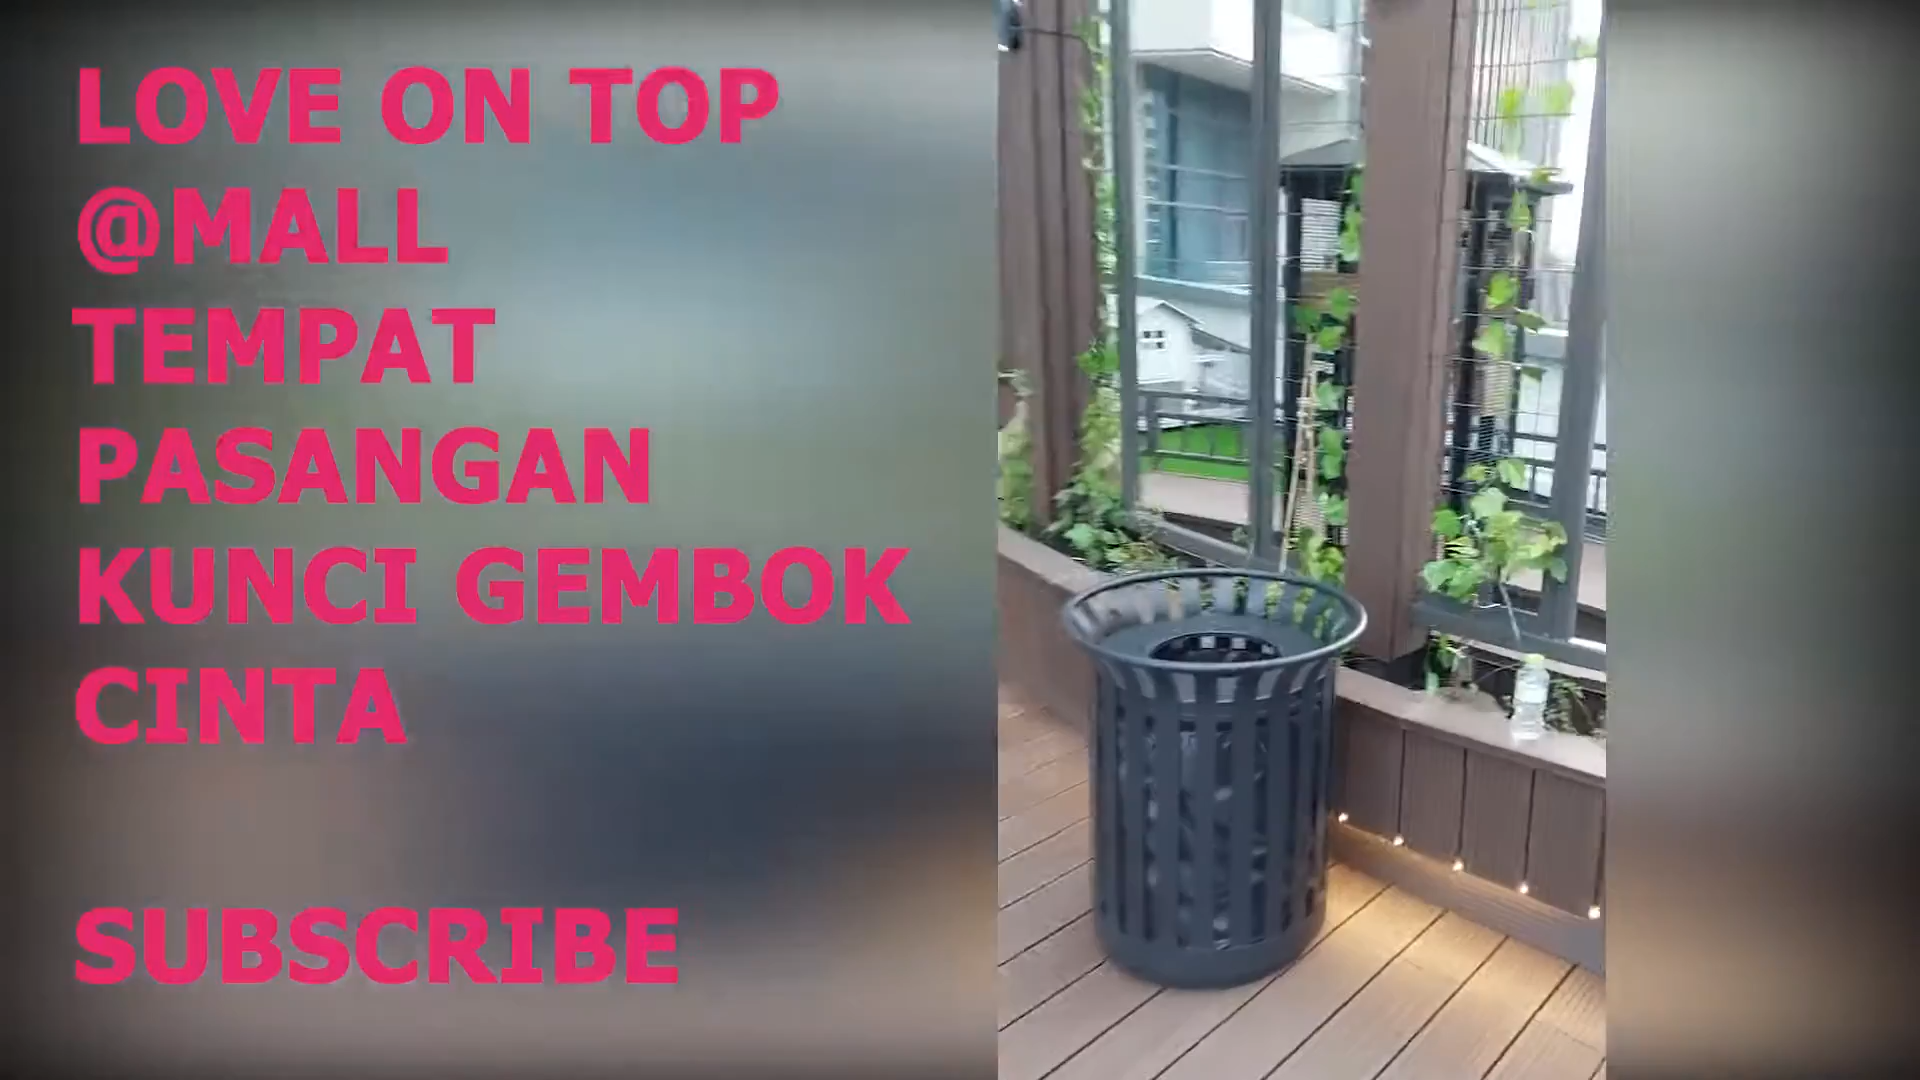 LOVE ON TOP
@MALL
TEMPAT
PASANGAN
KUNCI GEMBOK
CINTA
SUBSCRIBE